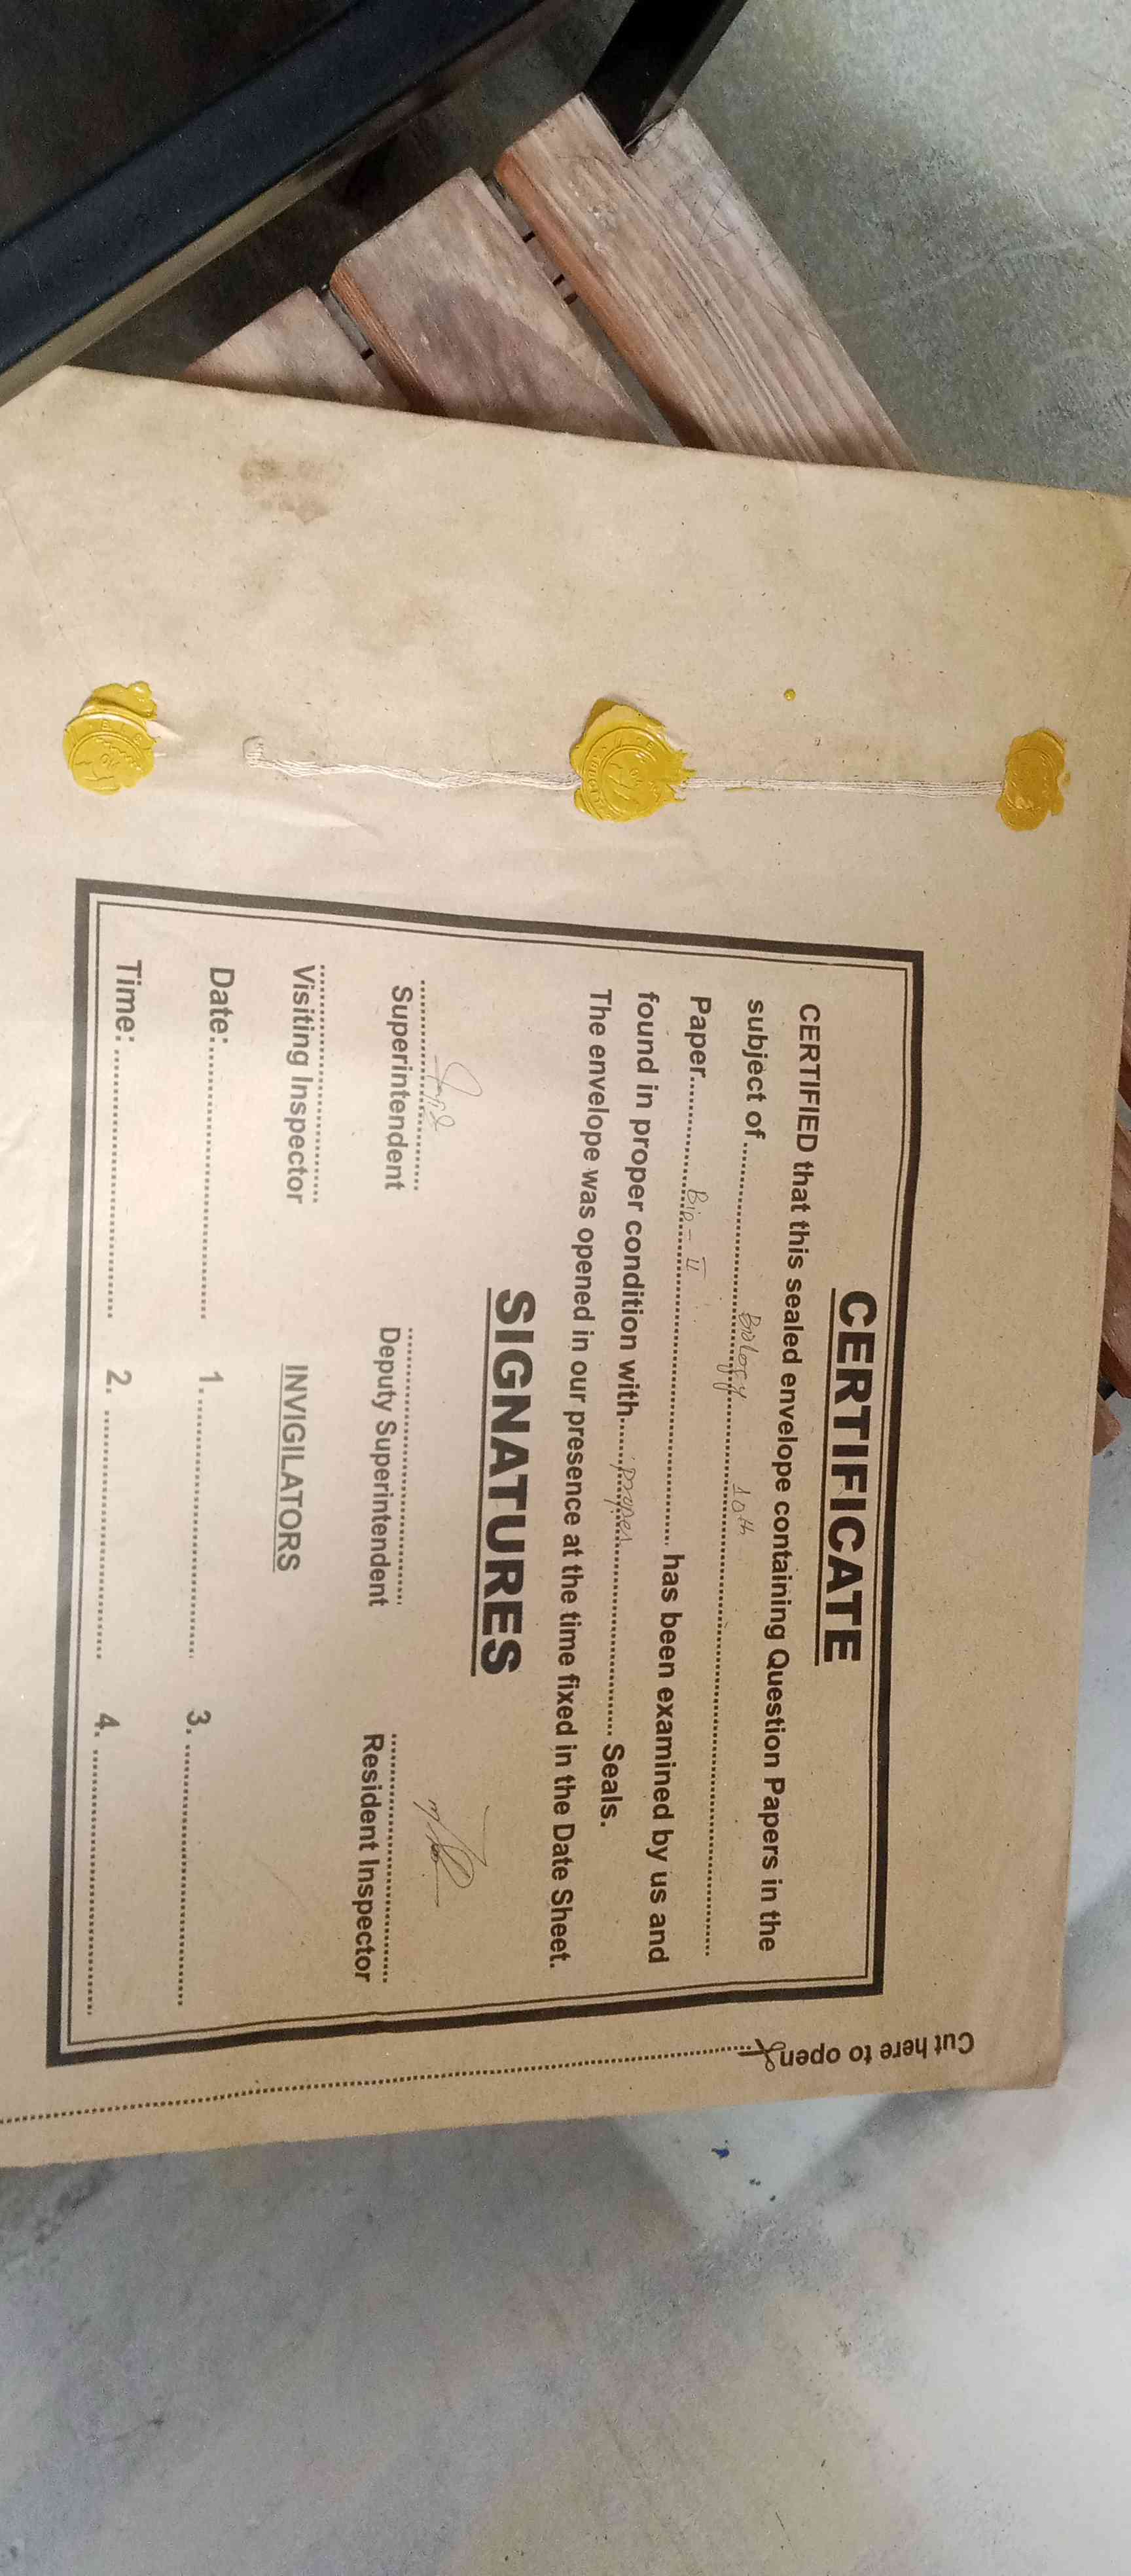 CERTIFICATE
CERTIFIED that this sealed envelope containing Question Papers in the
subject of.......... Biology 10th ..........
Paper.......... Bio - II .......... has been examined by us and
found in proper condition with....... proper .......... Seals.
The envelope was opened in our presence at the time fixed in the Date Sheet.
SIGNATURES
Superintendent Deputy Superintendent Resident Inspector
Visiting Inspector INVIGILATORS
Date:.......... 1. .......... 3. ..........
Time: .......... 2. .......... 4. ..........
Cut here to open